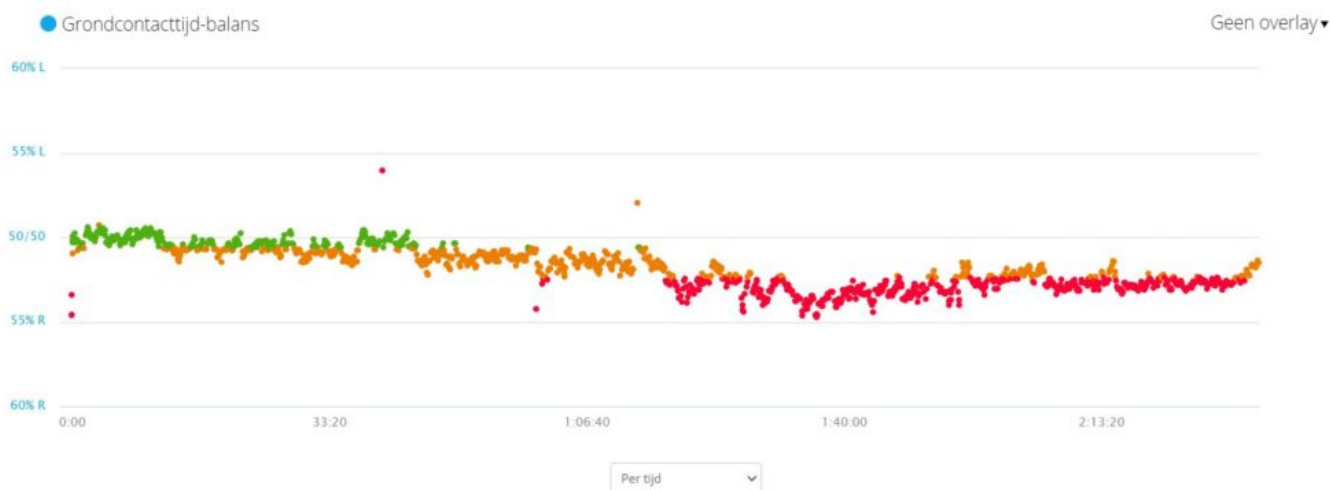 Grondcontacttijd-balans
Geen overlay
60% L
55% L
50/50
55% R
60% R
0:00 33:20 1:06:40 1:40:00 2:13:20
Per tijd